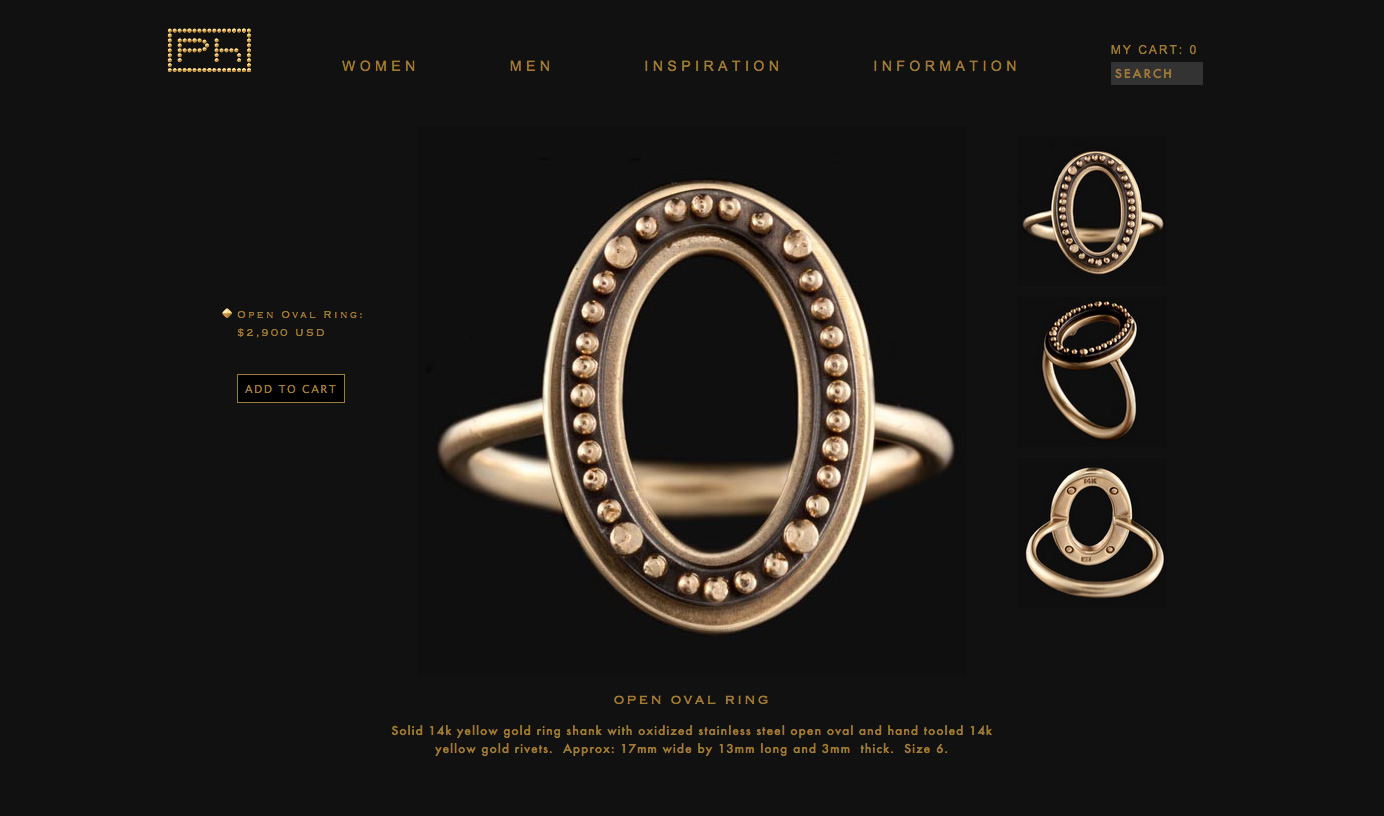 Ph
WOMEN
MEN
INSPIRATION
INFORMATION
MY CART: 0
SEARCH
Open Oval Ring:
$2,900 USD
ADD TO CART
14K
OPEN OVAL RING
Solid 14k yellow gold ring shank with oxidized stainless steel open oval and hand tooled 14k
yellow gold rivets.  Approx: 17mm wide by 13mm long and 3mm  thick.  Size 6.